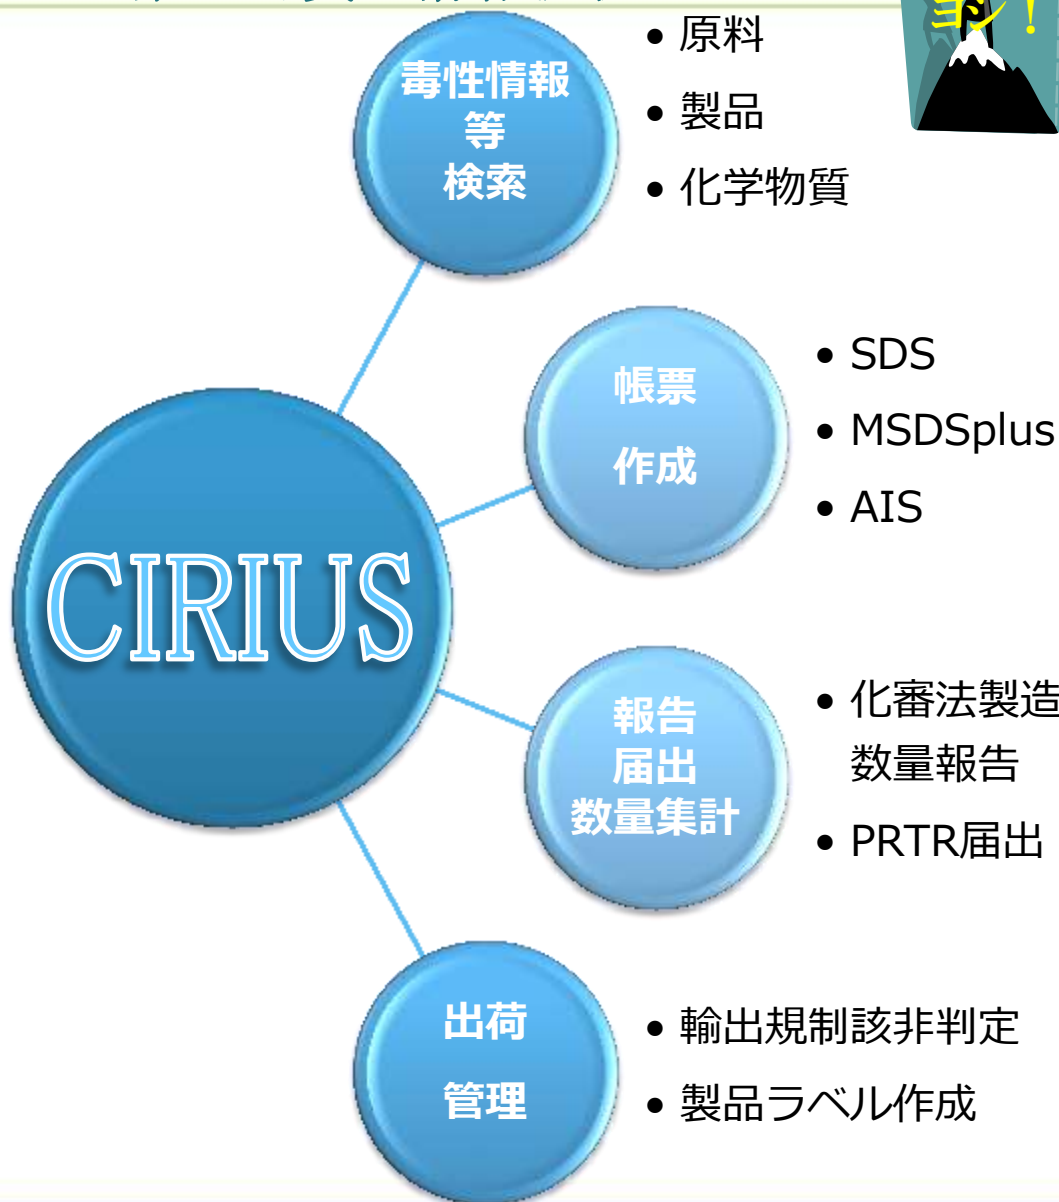 ヨン!
毒性情報
等
検索
• 原料
• 製品
• 化学物質
帳票
作成
• SDS
• MSDSplus
• AIS
CIRIUS
報告
届出
数量集計
• 化審法製造
数量報告
• PRTR届出
出荷
管理
• 輸出規制該非判定
• 製品ラベル作成